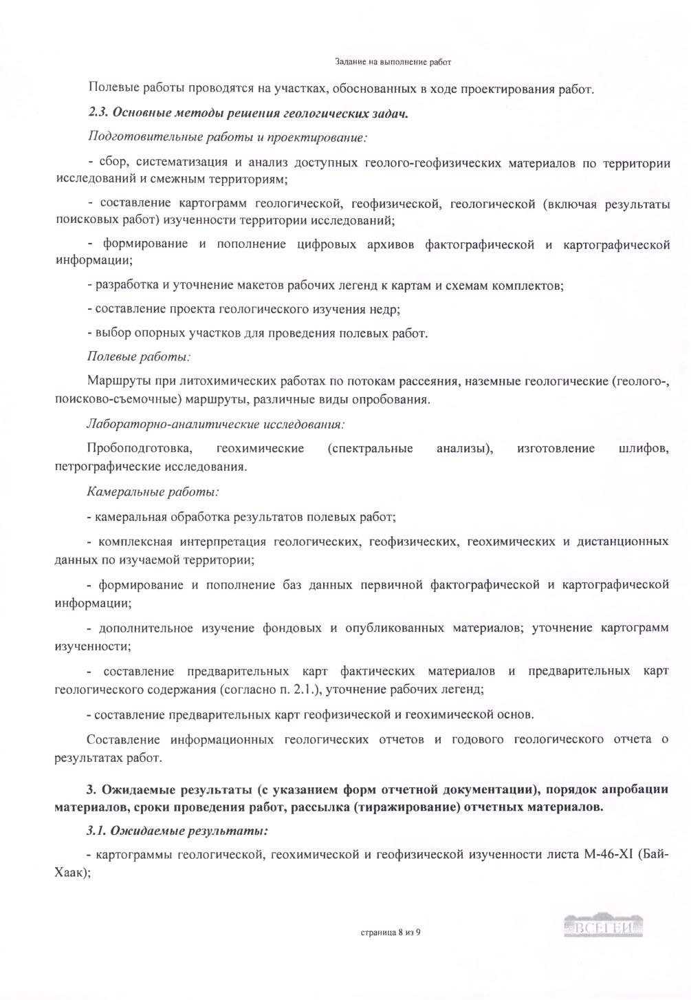 Задание на выполнение работ
Полевые работы проводятся на участках, обоснованных в ходе проектирования работ.
2.3. Основные методы решения геологических задач.
Подготовительные работы и проектирование:
- сбор, систематизация и анализ доступных геолого-геофизических материалов по территории
исследований и смежным территориям;
- составление картограмм геологической, геофизической, геологической (включая результаты
поисковых работ) изученности территории исследований;
- формирование и пополнение цифровых архивов фактографической и картографической
информации;
- разработка и уточнение макетов рабочих легенд к картам и схемам комплектов;
- составление проекта геологического изучения недр;
- выбор опорных участков для проведения полевых работ.
Полевые работы:
Маршруты при литохимических работах по потокам рассеяния, наземные геологические (геолого-,
поисково-съемочные) маршруты, различные виды опробования.
Лабораторно-аналитические исследования:
Пробоподготовка, геохимические (спектральные анализы), изготовление шлифов,
петрографические исследования.
Камеральные работы:
- камеральная обработка результатов полевых работ;
- комплексная интерпретация геологических, геофизических, геохимических и дистанционных
данных по изучаемой территории;
- формирование и пополнение баз данных первичной фактографической и картографической
информации;
- дополнительное изучение фондовых и опубликованных материалов; уточнение картограмм
изученности;
- составление предварительных карт фактических материалов и предварительных карт
геологического содержания (согласно п. 2.1.), уточнение рабочих легенд;
- составление предварительных карт геофизической и геохимической основ.
Составление информационных геологических отчетов и годового геологического отчета о
результатах работ.
3. Ожидаемые результаты (с указанием форм отчетной документации), порядок апробации
материалов, сроки проведения работ, рассылка (тиражирование) отчетных материалов.
3.1. Ожидаемые результаты:
- картограммы геологической, геохимической и геофизической изученности листа М-46-XI (Бай-
Хаак);
страница 8 из 9
ВСЕГЕИ